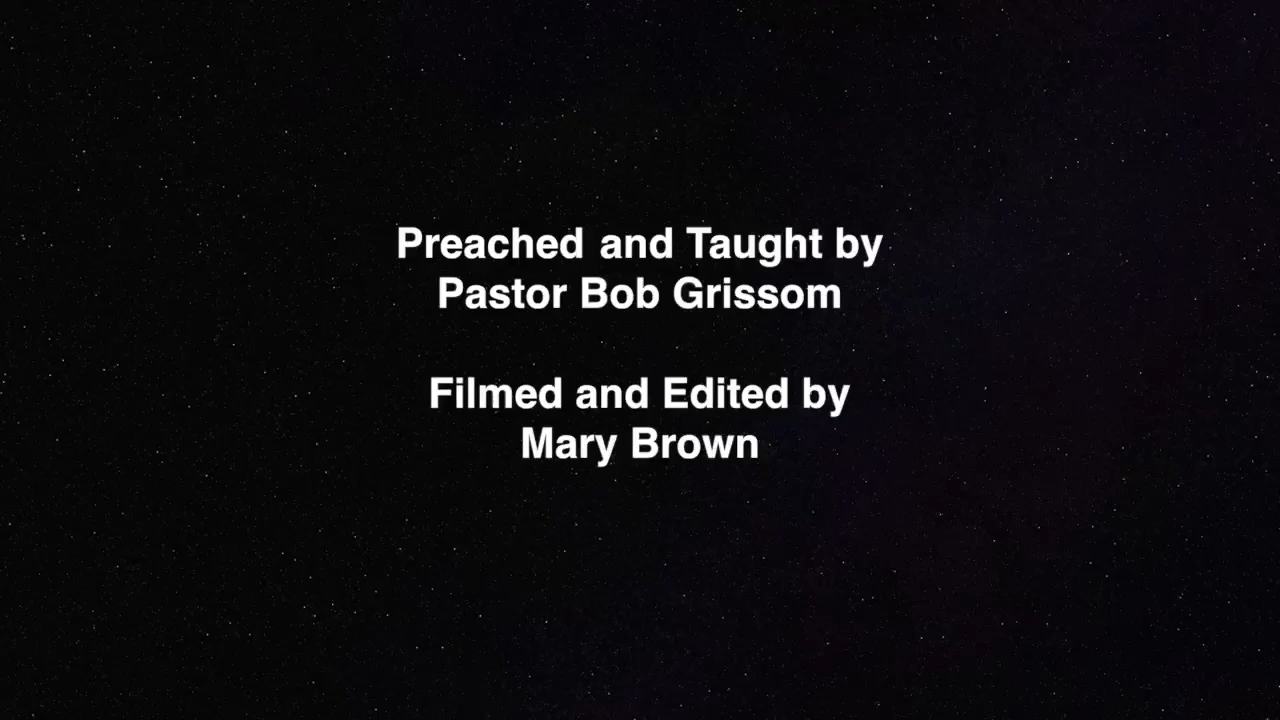 Preached and Taught by
Pastor Bob Grissom
Filmed and Edited by
Mary Brown